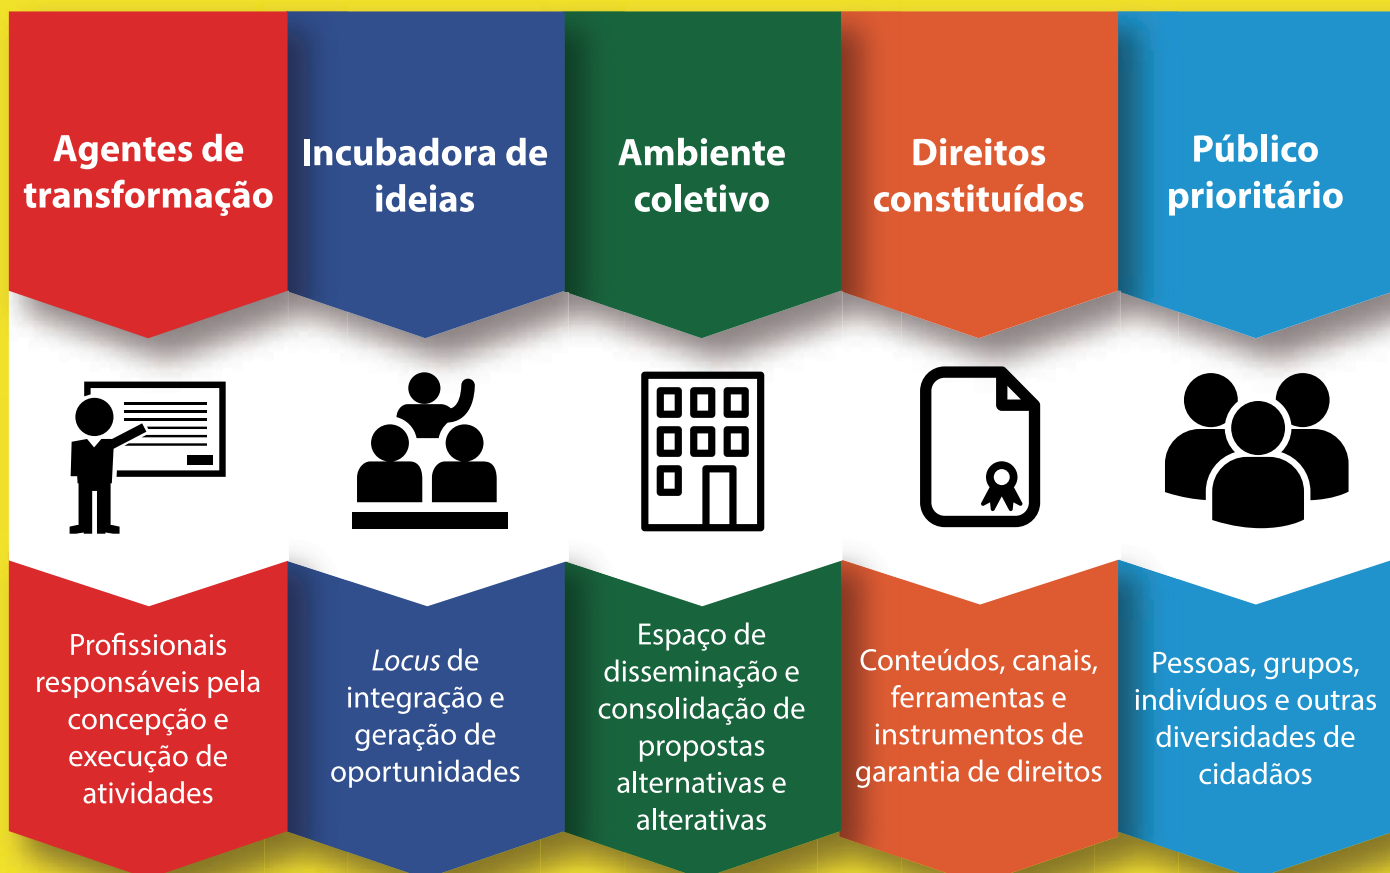 Agentes de
transformação
Incubadora de
ideias
Ambiente
coletivo
Direitos
constituídos
Público
prioritário
Profissionais
responsáveis pela
concepção e
execução de
atividades
Locus de
integração e
geração de
oportunidades
Espaço de
disseminação e
consolidação de
propostas
alternativas e
alterativas
Conteúdos, canais,
ferramentas e
instrumentos de
garantia de direitos
Pessoas, grupos,
indivíduos e outras
diversidades de
cidadãos